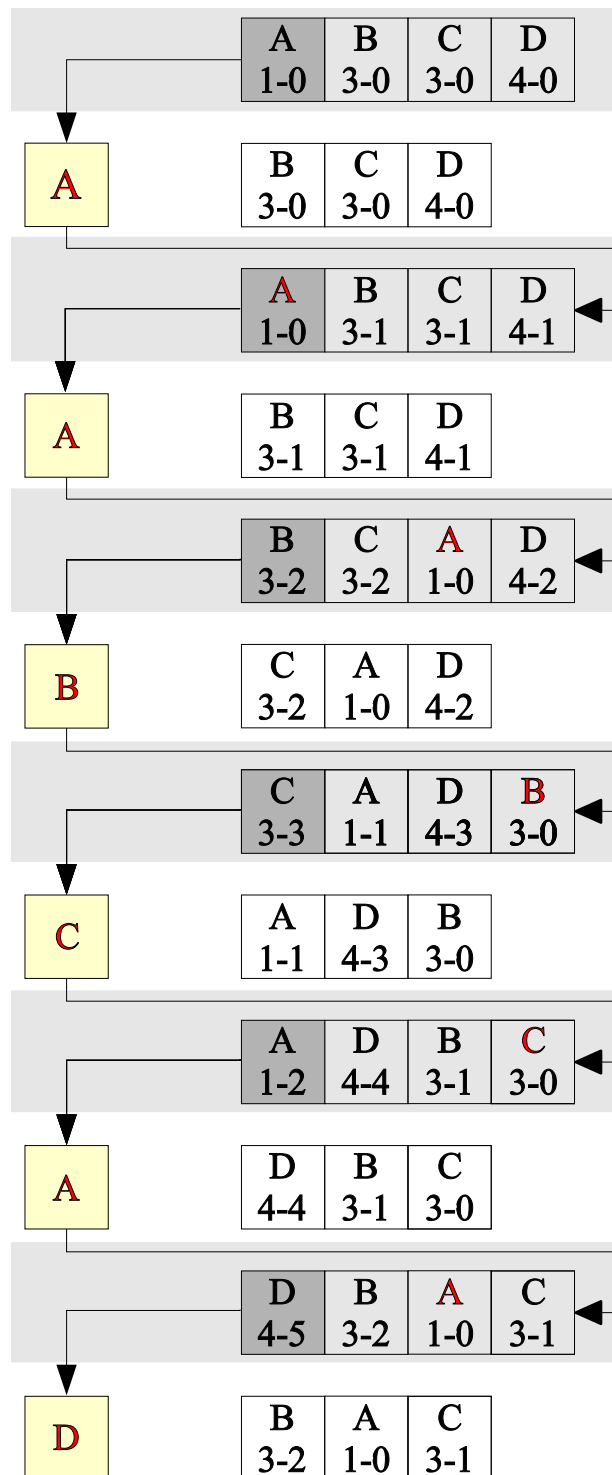 A B C D
1-0 3-0 3-0 4-0
A
B C D
3-0 3-0 4-0
A B C D
1-0 3-1 3-1 4-1
A
B C D
3-1 3-1 4-1
B C A D
3-2 3-2 1-0 4-2
B
C A D
3-2 1-0 4-2
C A D B
3-3 1-1 4-3 3-0
C
A D B
1-1 4-3 3-0
A D B C
1-2 4-4 3-1 3-0
A
D B C
4-4 3-1 3-0
D B A C
4-5 3-2 1-0 3-1
D
B A C
3-2 1-0 3-1